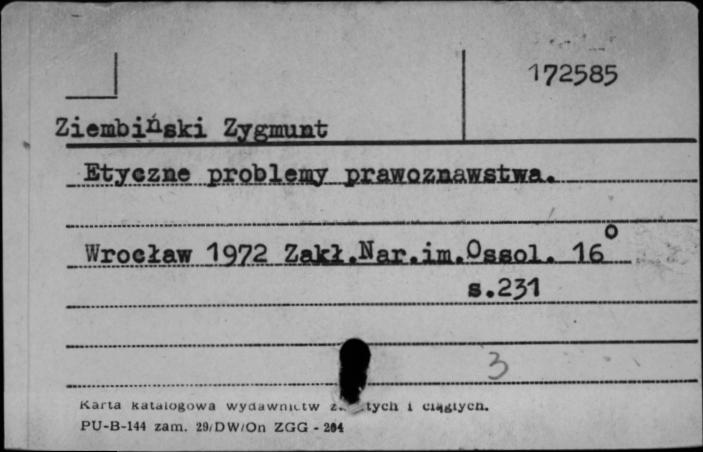 172585
Ziembiński Zygmunt
Etyczne problemy prawoznawstwa.
Wrocław 1972 Zakł.Nar.im.Ossol. 16°
s.231
3
Karta katalogowa wydawnictw i ciągłych.
PU-B-144 zam. 29/DW/On ZGG - 204